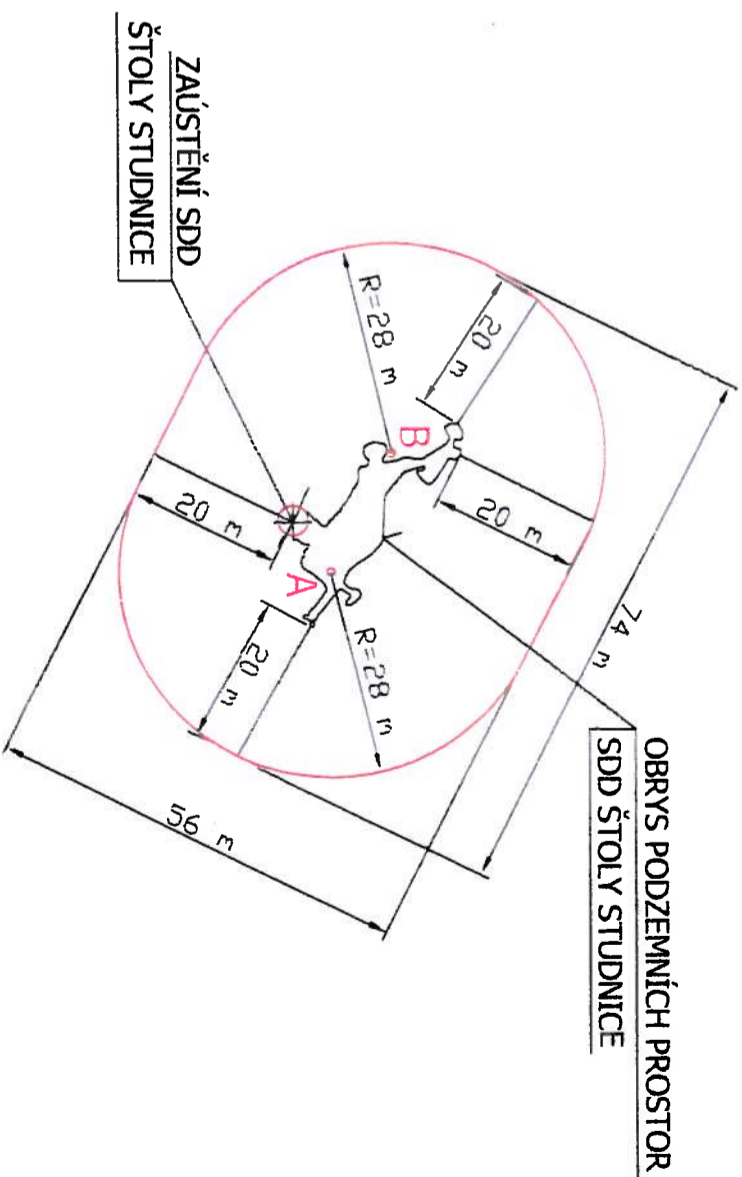 ZAÚSTĚNÍ SDD
ŠTOLY STUDNICE
OBRYS PODZEMNÍCH PROSTOR
SDD ŠTOLY STUDNICE
74 m
56 m
20 m
20 m
20 m
20 m
R=28 m
R=28 m
B
A